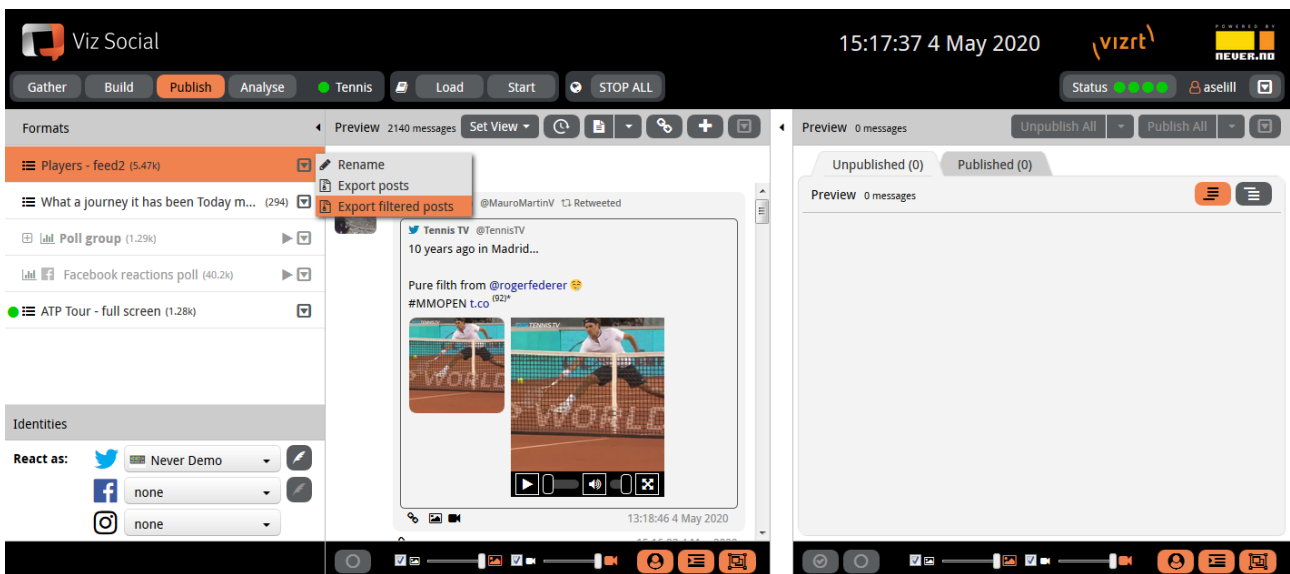 Viz Social
15:17:37 4 May 2020
vizrt
POWERED BY
NEVER.NO
Gather Build Publish Analyse Tennis Load Start STOP ALL
Status aselill
Formats
Players - feed2 (5.47k)
What a journey it has been Today m... (294)
Poll group (1.29k)
Facebook reactions poll (40.2k)
ATP Tour - full screen (1.28k)
Identities
React as: Never Demo
none
none
Preview 2140 messages Set View
Rename
Export posts
Export filtered posts
@MauroMartinV Retweeted
Tennis TV @TennisTV
10 years ago in Madrid...
Pure filth from @rogerfederer
#MMOPEN t.co (92)*
TENNISTV
WORLD
TENNISTV
WORLD
13:18:46 4 May 2020
Preview 0 messages Unpublish All Publish All
Unpublished (0) Published (0)
Preview 0 messages